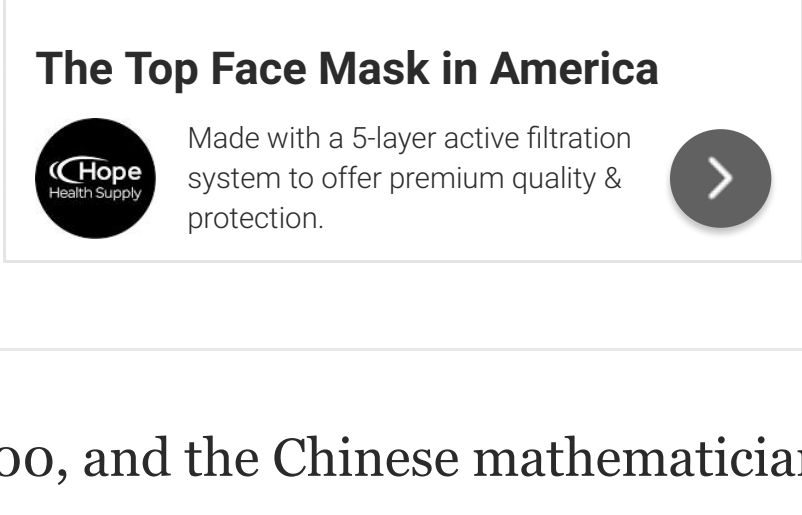 The Top Face Mask in America
Hope
Health Supply
Made with a 5-layer active filtration
system to offer premium quality &
protection.
and the Chinese